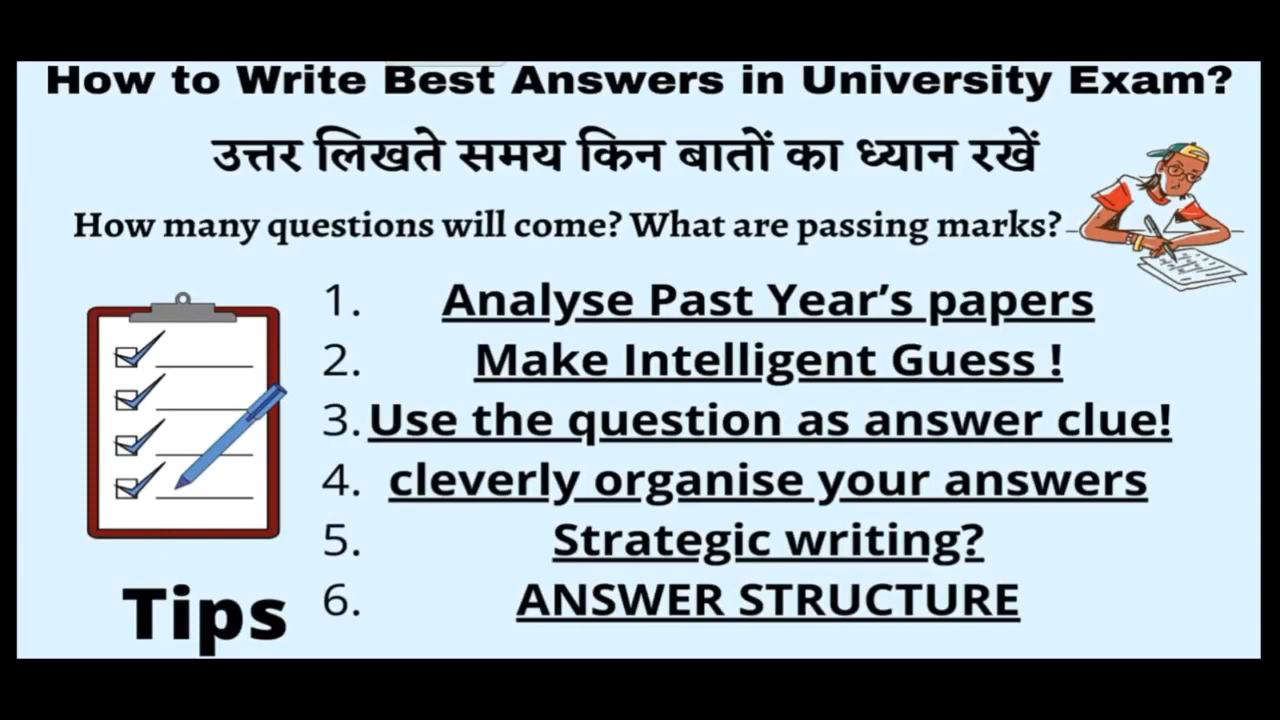 How to Write Best Answers in University Exam?
उत्तर लिखते समय किन बातों का ध्यान रखें
How many questions will come? What are passing marks?
1. Analyse Past Year’s papers
2. Make Intelligent Guess !
3. Use the question as answer clue!
4. cleverly organise your answers
5. Strategic writing?
6. ANSWER STRUCTURE
Tips